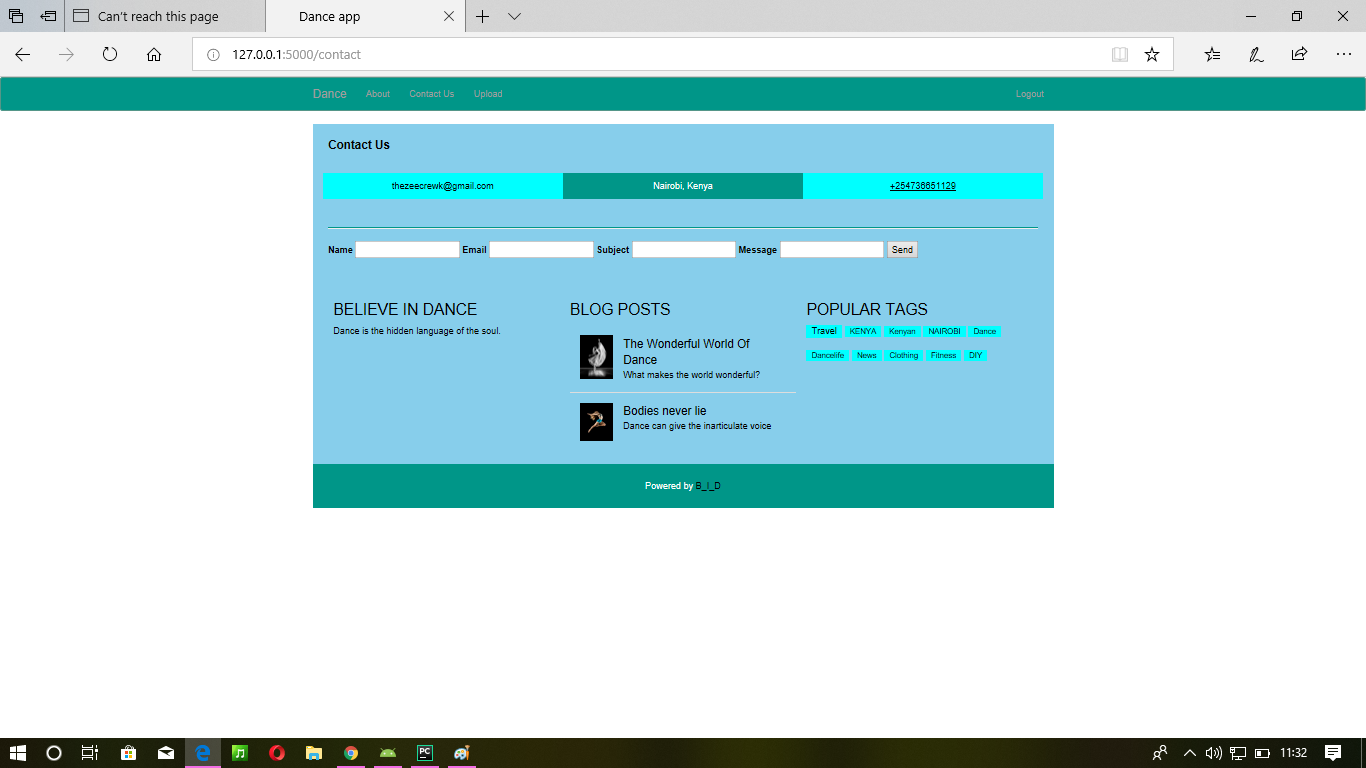 Can't reach this page
Dance app
127.0.0.1:5000/contact
Dance About Contact Us Upload Logout
Contact Us
thezeecrewk@gmail.com Nairobi, Kenya +254736651129
Name Email Subject Message Send
BELIEVE IN DANCE
Dance is the hidden language of the soul.
BLOG POSTS
The Wonderful World Of
Dance
What makes the world wonderful?
Bodies never lie
Dance can give the inarticulate voice
POPULAR TAGS
Travel KENYA Kenyan NAIROBI Dance
Dancelife News Clothing Fitness DIY
Powered by B_I_D
PC
11:32